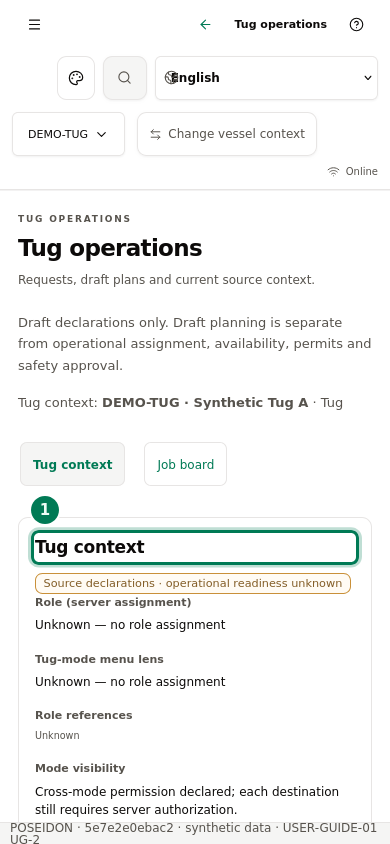 Tug operations
English
DEMO-TUG
Change vessel context
Online
TUG OPERATIONS
Tug operations
Requests, draft plans and current source context.
Draft declarations only. Draft planning is separate
from operational assignment, availability, permits and
safety approval.
Tug context: DEMO-TUG · Synthetic Tug A · Tug
Tug context
Job board
1
Tug context
Source declarations · operational readiness unknown
Role (server assignment)
Unknown — no role assignment
Tug-mode menu lens
Unknown — no role assignment
Role references
Unknown
Mode visibility
Cross-mode permission declared; each destination
still requires server authorization.
POSEIDON · 5e7e2e0ebac2 · synthetic data · USER-GUIDE-01
UG-2